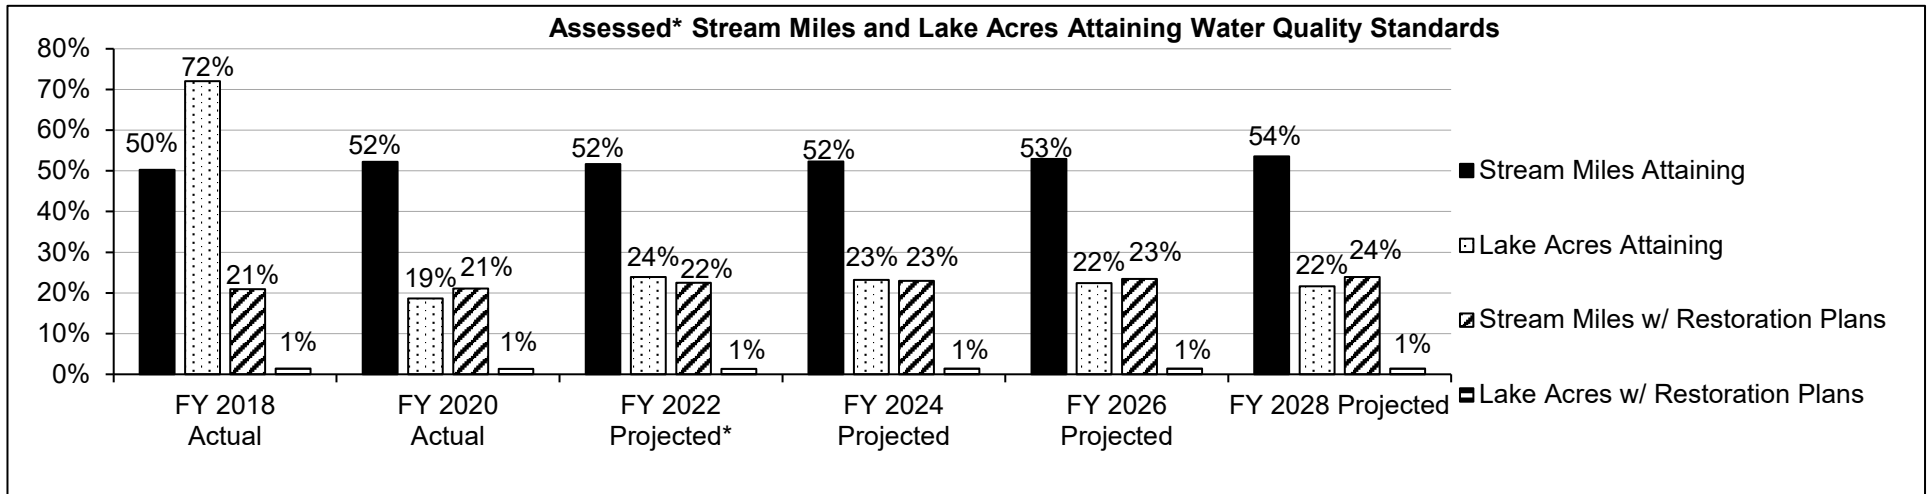 Assessed* Stream Miles and Lake Acres Attaining Water Quality Standards
80%
70%
60%
50%
40%
30%
20%
10%
0%
50%
72%
21%
1%
52%
19%
21%
1%
52%
24%
22%
1%
52%
23%
23%
1%
53%
22%
23%
1%
54%
22%
24%
1%
FY 2018
Actual
FY 2020
Actual
FY 2022
Projected*
FY 2024
Projected
FY 2026
Projected
FY 2028 Projected
Stream Miles Attaining
Lake Acres Attaining
Stream Miles w/ Restoration Plans
Lake Acres w/ Restoration Plans